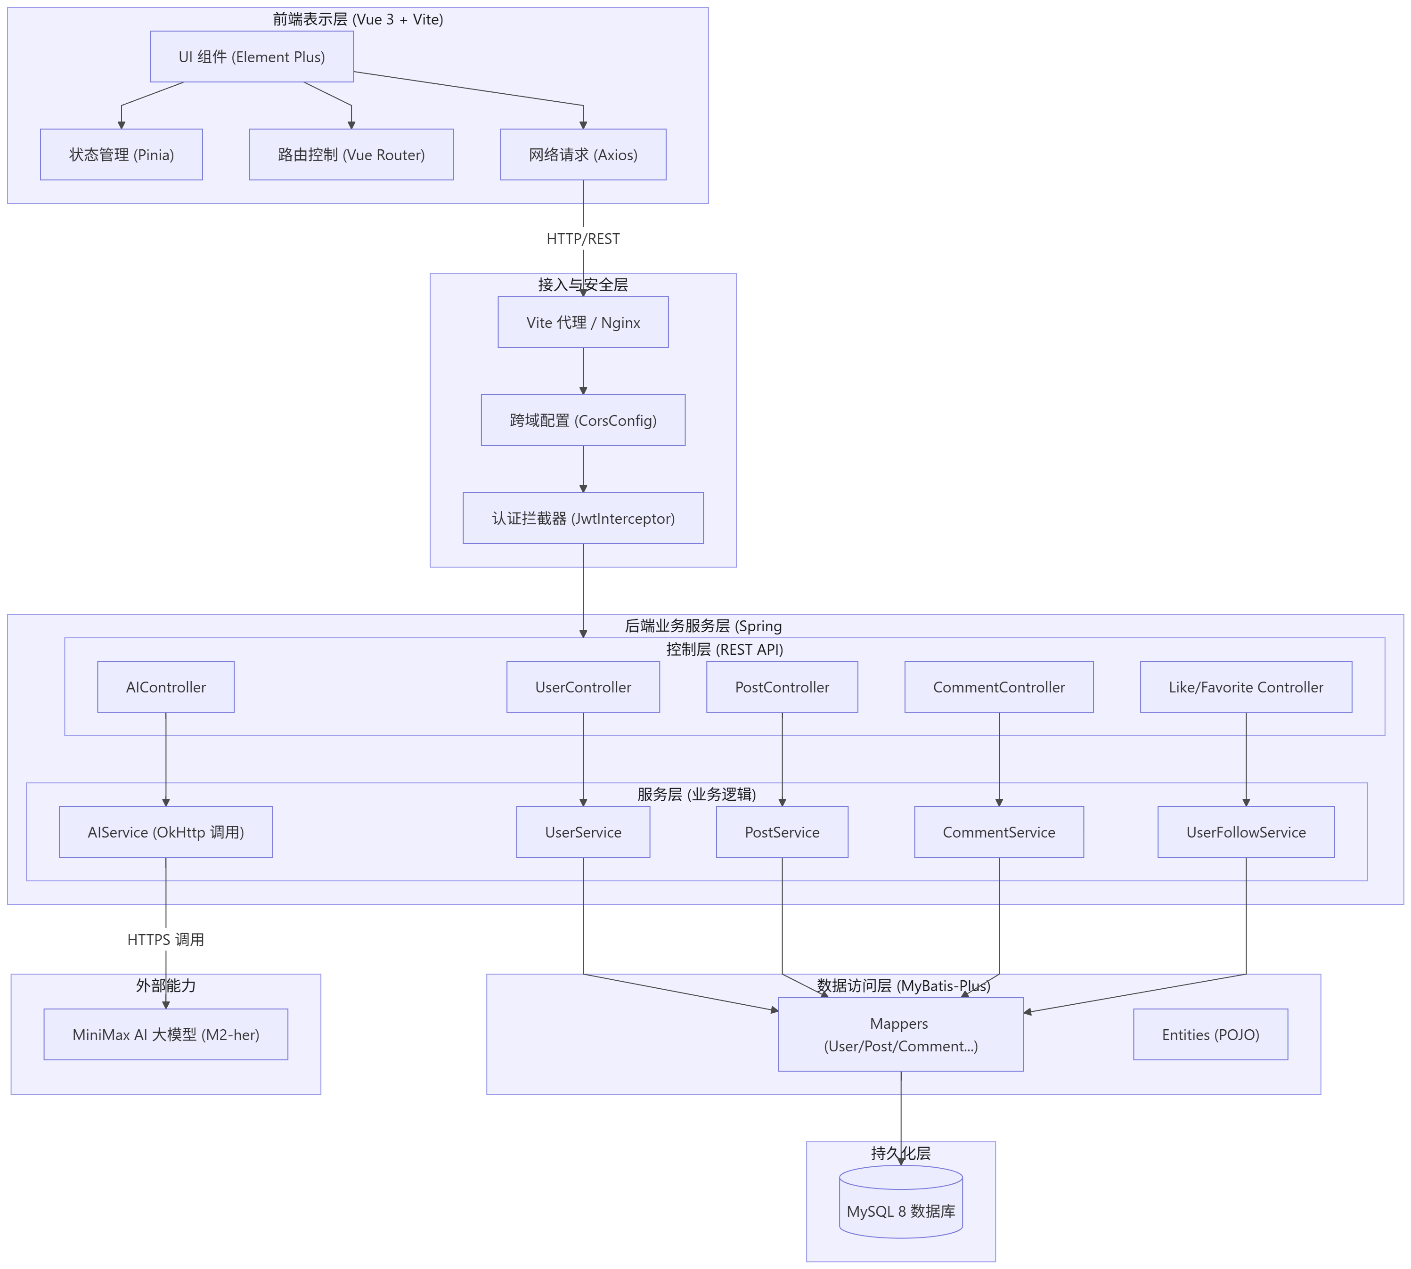 前端表示层 (Vue 3 + Vite)
UI 组件 (Element Plus)
状态管理 (Pinia)
路由控制 (Vue Router)
网络请求 (Axios)
HTTP/REST
接入与安全层
Vite 代理 / Nginx
跨域配置 (CorsConfig)
认证拦截器 (JwtInterceptor)
后端业务服务层 (Spring
控制层 (REST API)
AIController
UserController
PostController
CommentController
Like/Favorite Controller
服务层 (业务逻辑)
AIService (OkHttp 调用)
UserService
PostService
CommentService
UserFollowService
HTTPS 调用
外部能力
MiniMax AI 大模型 (M2-her)
数据访问层 (MyBatis-Plus)
Mappers
(User/Post/Comment...)
Entities (POJO)
持久化层
MySQL 8 数据库